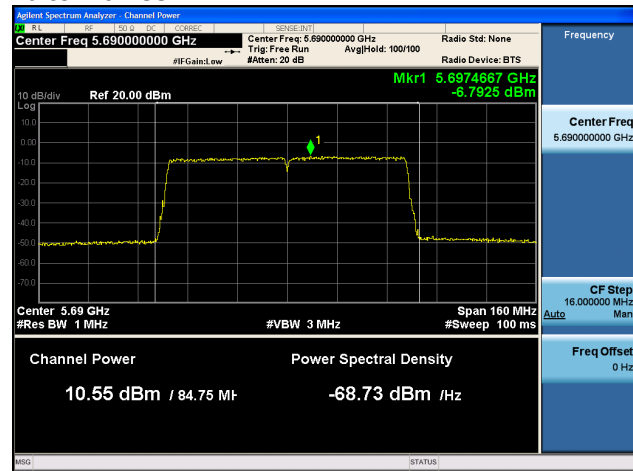 Agilent Spectrum Analyzer - Channel Power
RL RF 50 Ω DC CORREC SENSE:INT
Center Freq 5.690000000 GHz
Center Freq: 5.690000000 GHz
Radio Std: None
Trig: Free Run Avg|Hold: 100/100
#IFGain:Low
#Atten: 20 dB
Radio Device: BTS
Mkr1 5.6974667 GHz
-6.7925 dBm
10 dB/div Ref 20.00 dBm
Log
10.0
0.00
-10.0
-20.0
-30.0
-40.0
-50.0
-60.0
-70.0
1
Center 5.69 GHz
Span 160 MHz
#Res BW 1 MHz
#VBW 3 MHz
#Sweep 100 ms
Channel Power
Power Spectral Density
10.55 dBm / 84.75 MH
-68.73 dBm /Hz
MSG
STATUS
Frequency
Center Freq
5.690000000 GHz
CF Step
16.000000 MHz
Auto Man
Freq Offset
0 Hz